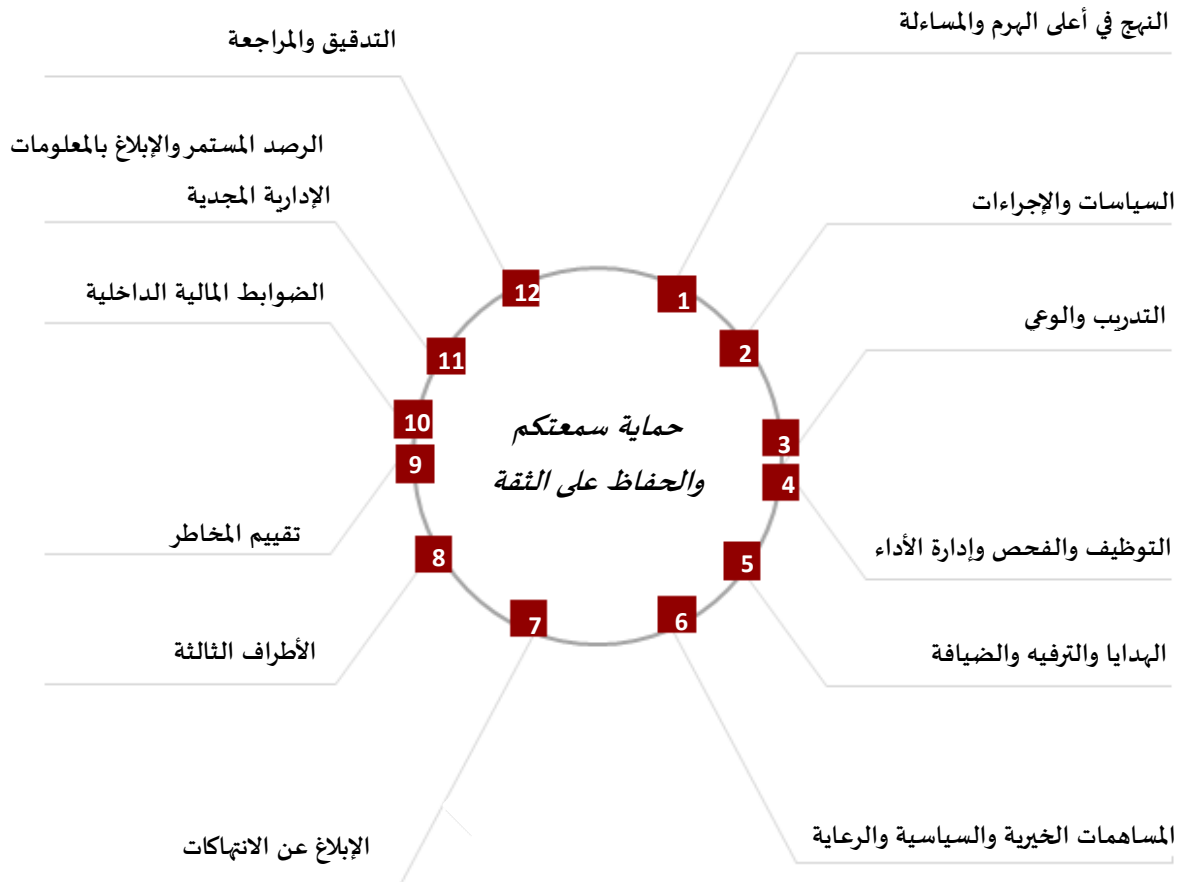 النهج في أعلى الهرم والمساءلة
1
السياسات والإجراءات
2
التدريب والوعي
3
التوظيف والفحص وإدارة الأداء
4
الهدايا والترفيه والضيافة
5
المساهمات الخيرية والسياسية والرعاية
6
الإبلاغ عن الانتهاكات
7
الأطراف الثالثة
8
تقييم المخاطر
9
الضوابط المالية الداخلية
10
الرصد المستمر والإبلاغ بالمعلومات
الإدارية المجدية
11
التدقيق والمراجعة
12
حماية سمعتكم
والحفاظ على الثقة